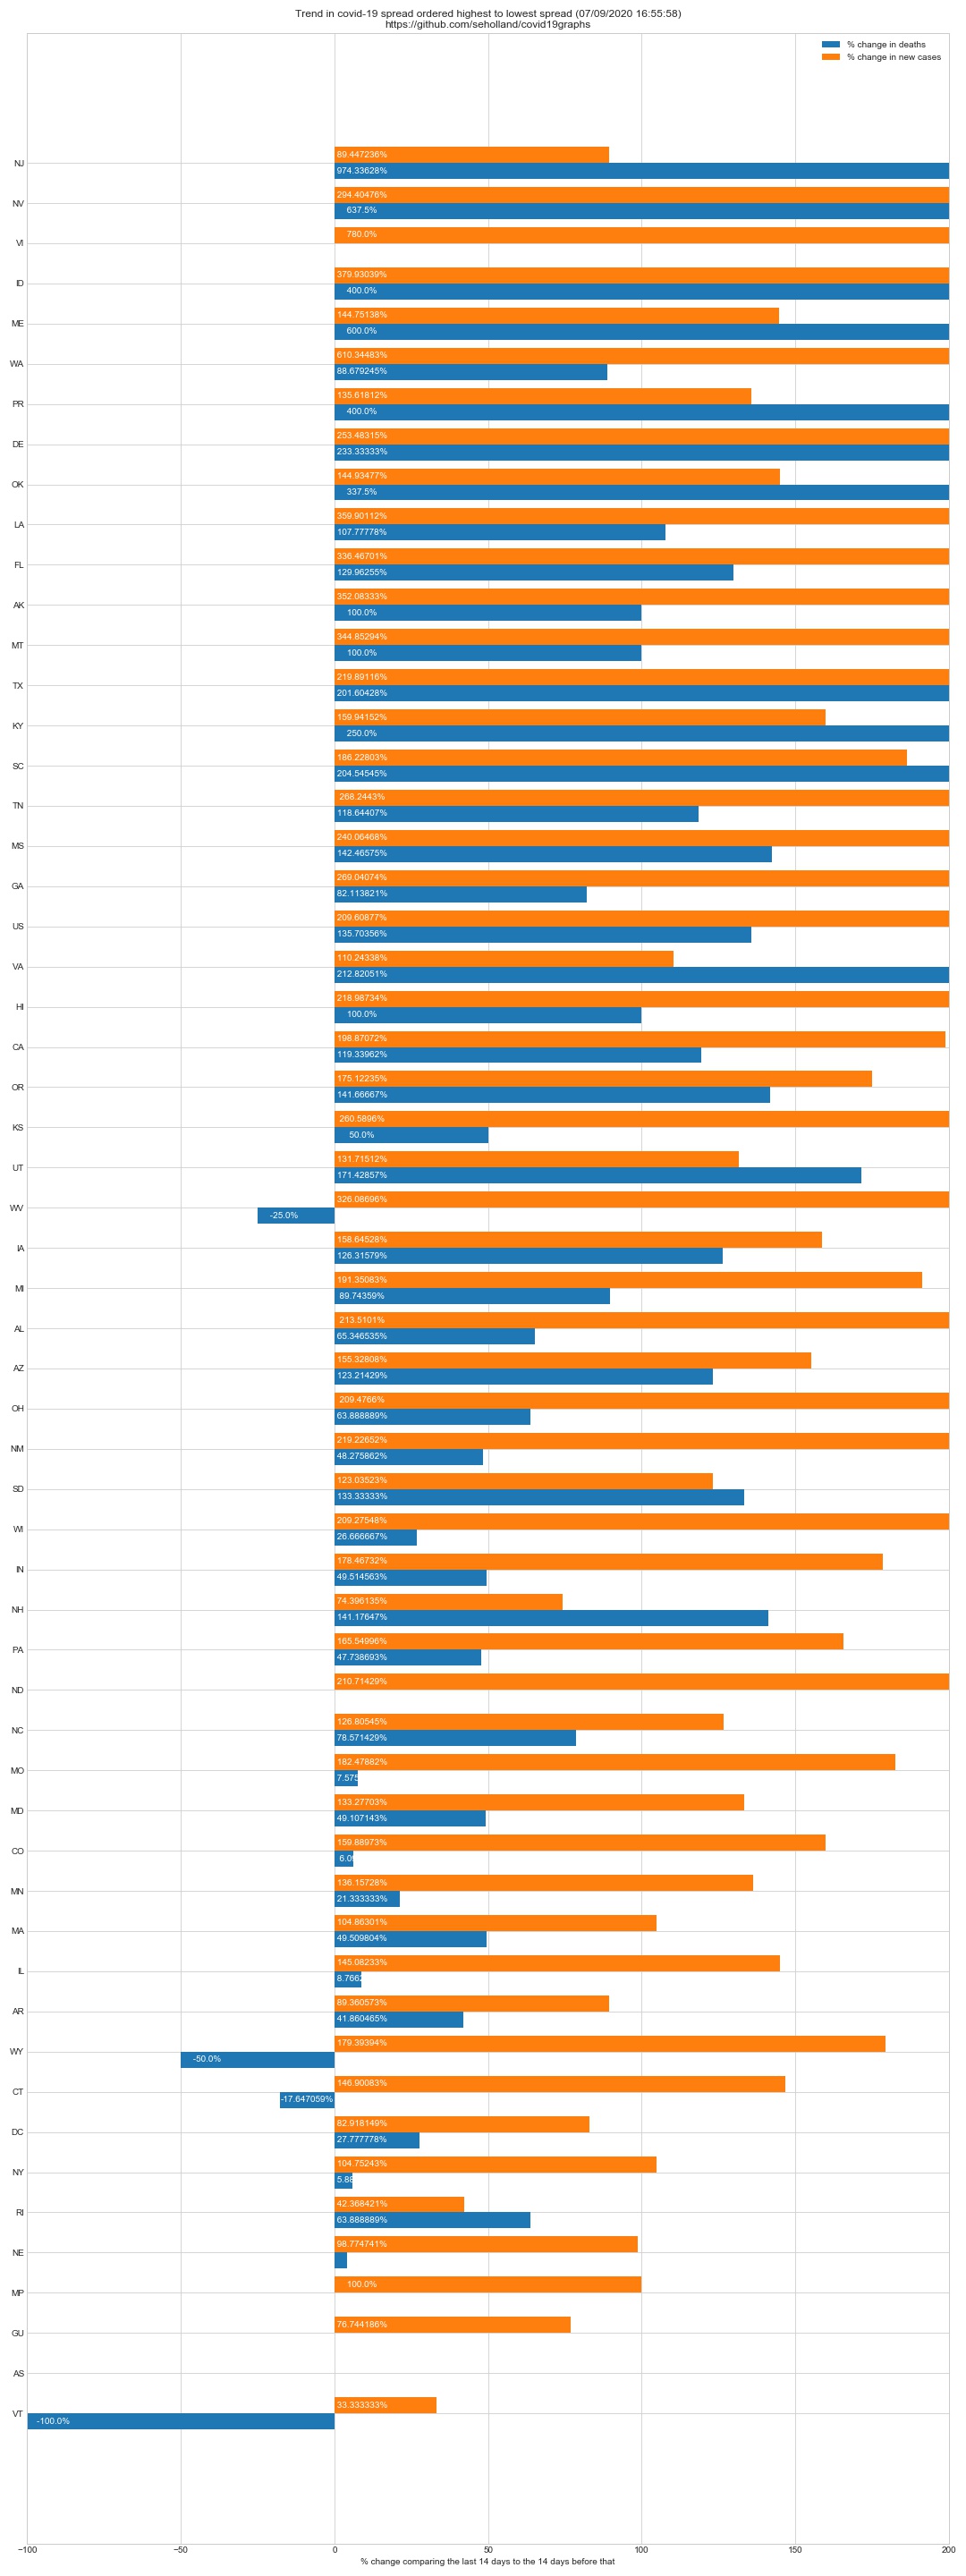 Trend in covid-19 spread ordered highest to lowest spread (07/09/2020 16:55:58)
https://github.com/seholland/covid19graphs
% change in deaths
% change in new cases
89.447236%
NJ
974.33628%
294.40476%
NV
637.5%
780.0%
VI
379.93039%
ID
400.0%
144.75138%
ME
600.0%
610.34483%
WA
88.679245%
135.61812%
PR
400.0%
253.48315%
DE
233.33333%
144.93477%
OK
337.5%
359.90112%
LA
107.77778%
336.46701%
FL
129.96255%
352.08333%
AK
100.0%
344.85294%
MT
100.0%
219.89116%
TX
201.60428%
159.94152%
KY
250.0%
186.22803%
SC
204.54545%
268.2443%
TN
118.64407%
240.06468%
MS
142.46575%
269.04074%
GA
82.113821%
209.60877%
US
135.70356%
110.24338%
VA
212.82051%
218.98734%
HI
100.0%
198.87072%
CA
119.33962%
175.12235%
OR
141.66667%
260.5896%
KS
50.0%
131.71512%
UT
171.42857%
326.08696%
WV
-25.0%
158.64528%
IA
126.31579%
191.35083%
MI
89.74359%
213.5101%
AL
65.346535%
155.32808%
AZ
123.21429%
209.4766%
OH
63.888889%
219.22652%
NM
48.275862%
123.03523%
SD
133.33333%
209.27548%
WI
26.666667%
178.46732%
IN
49.514563%
74.396135%
NH
141.17647%
165.54996%
PA
47.738693%
210.71429%
ND
126.80545%
NC
78.571429%
182.47882%
MO
7.575
133.27703%
MD
49.107143%
159.88973%
CO
6.0
136.15728%
MN
21.333333%
104.86301%
MA
49.509804%
145.08233%
IL
8.766
89.360573%
AR
41.860465%
179.39394%
WY
-50.0%
146.90083%
CT
-17.647059%
82.918149%
DC
27.777778%
104.75243%
NY
5.88
42.368421%
RI
63.888889%
98.774741%
NE
100.0%
MP
76.744186%
GU
AS
33.333333%
VT
-100.0%
−100 −50 0 50 100 150 200
% change comparing the last 14 days to the 14 days before that